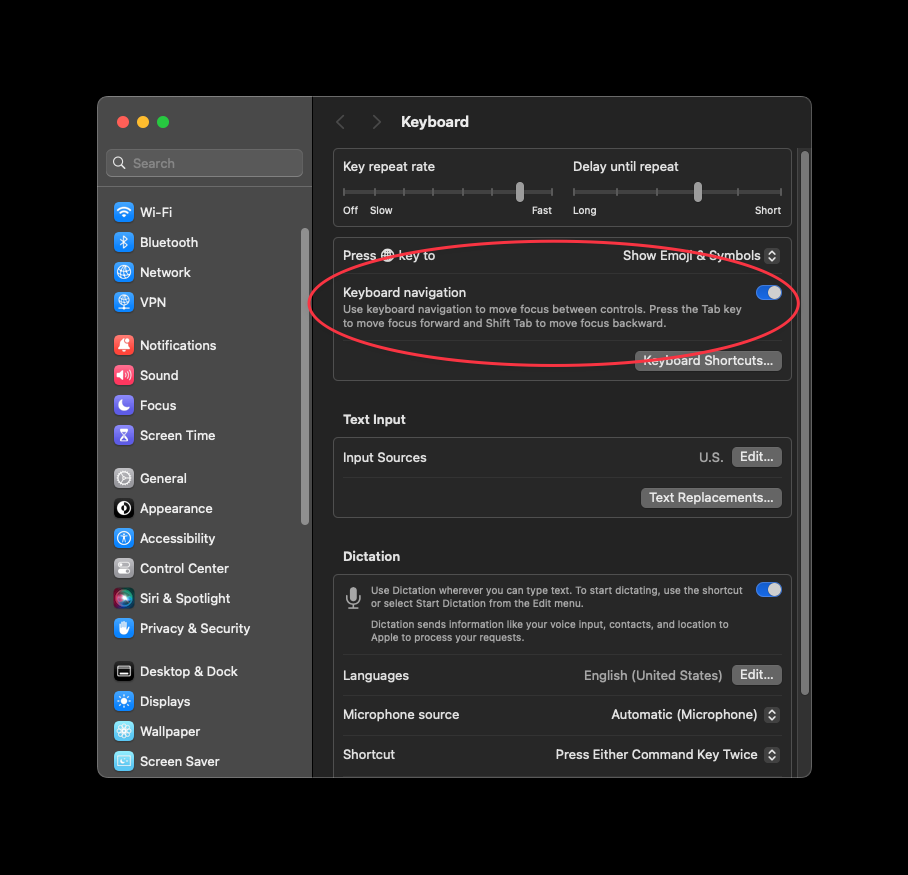 Keyboard
Search
Wi-Fi
Bluetooth
Network
VPN
Notifications
Sound
Focus
Screen Time
General
Appearance
Accessibility
Control Center
Siri & Spotlight
Privacy & Security
Desktop & Dock
Displays
Wallpaper
Screen Saver
Key repeat rate
Off Slow Fast
Delay until repeat
Long Short
Press 🌐 key to Show Emoji & Symbols
Keyboard navigation
Use keyboard navigation to move focus between controls. Press the Tab key
to move focus forward and Shift Tab to move focus backward.
Keyboard Shortcuts...
Text Input
Input Sources U.S. Edit...
Text Replacements...
Dictation
Use Dictation wherever you can type text. To start dictating, use the shortcut
or select Start Dictation from the Edit menu.
Dictation sends information like your voice input, contacts, and location to
Apple to process your requests.
Languages English (United States) Edit...
Microphone source Automatic (Microphone)
Shortcut Press Either Command Key Twice